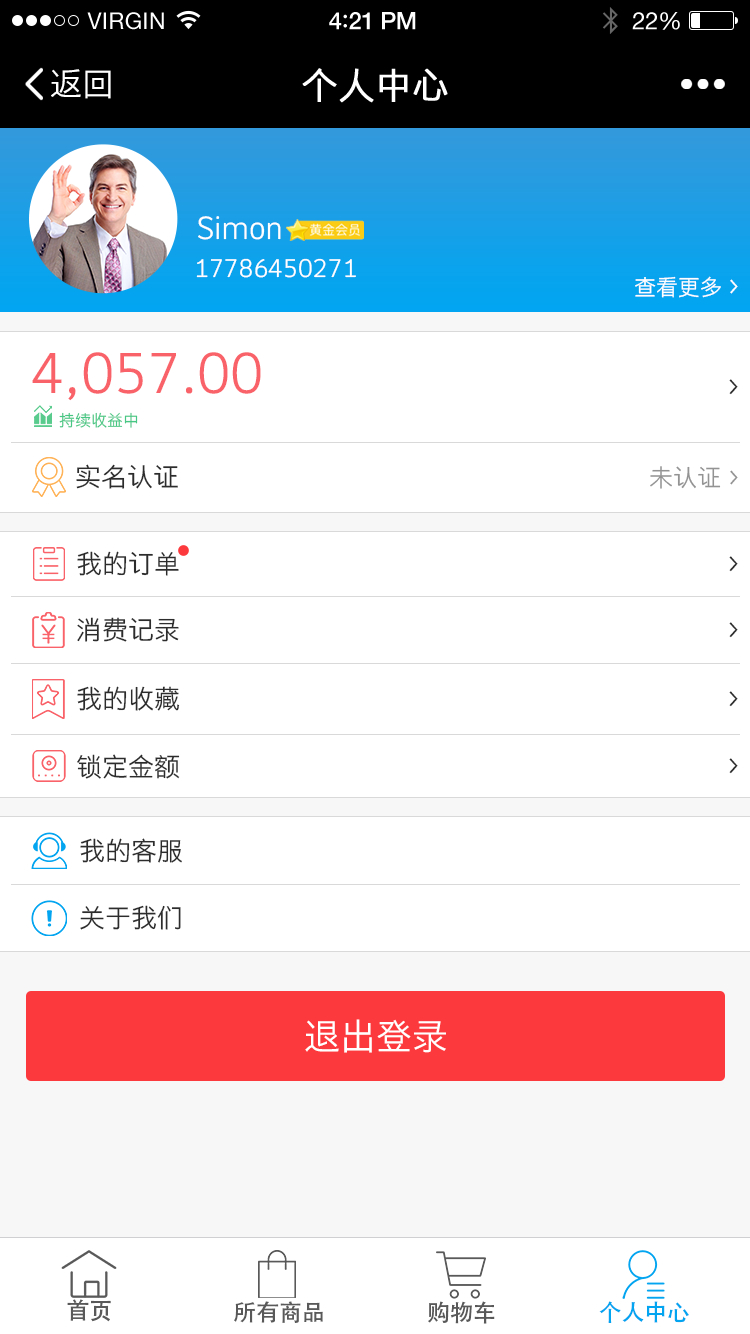 VIRGIN 4:21 PM 22%
返回 个人中心
Simon 黄金会员
17786450271
查看更多
4,057.00
持续收益中
实名认证 未认证
我的订单
消费记录
我的收藏
锁定金额
我的客服
关于我们
退出登录
首页 所有商品 购物车 个人中心